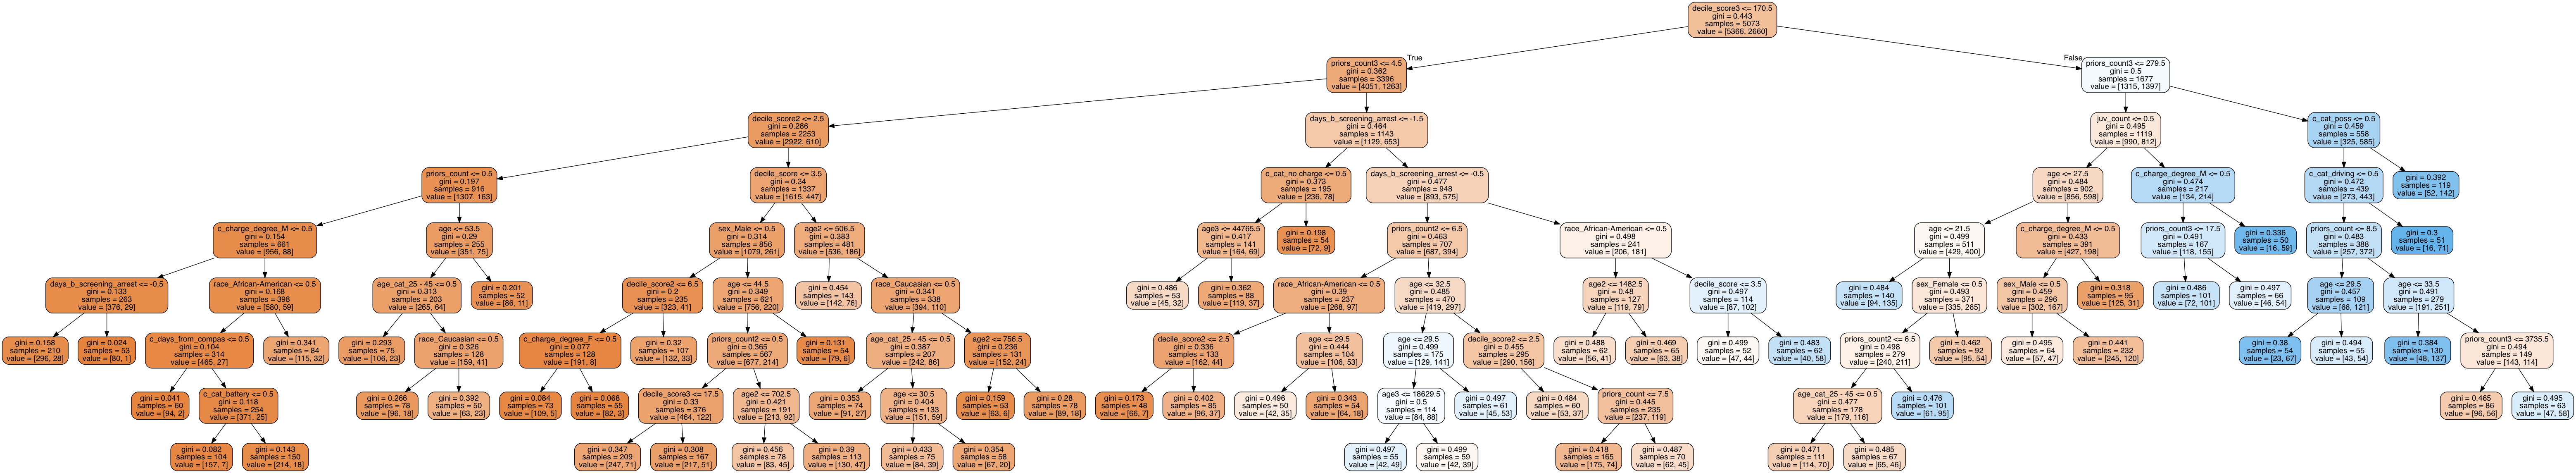 decile_score3 <= 170.5
gini = 0.443
samples = 5073
value = [5366, 2660]
True
False
priors_count3 <= 4.5
gini = 0.362
samples = 3396
value = [4051, 1263]
priors_count3 <= 279.5
gini = 0.5
samples = 1677
value = [1315, 1397]
decile_score2 <= 2.5
gini = 0.286
samples = 2253
value = [2922, 610]
days_b_screening_arrest <= -1.5
gini = 0.464
samples = 1143
value = [1129, 653]
juv_count <= 0.5
gini = 0.495
samples = 1119
value = [990, 812]
c_cat_poss <= 0.5
gini = 0.459
samples = 558
value = [325, 585]
priors_count <= 0.5
gini = 0.197
samples = 916
value = [1307, 163]
decile_score <= 3.5
gini = 0.34
samples = 1337
value = [1615, 447]
c_cat_no charge <= 0.5
gini = 0.373
samples = 195
value = [236, 78]
days_b_screening_arrest <= -0.5
gini = 0.477
samples = 948
value = [893, 575]
age <= 27.5
gini = 0.484
samples = 902
value = [856, 598]
c_charge_degree_M <= 0.5
gini = 0.474
samples = 217
value = [134, 214]
c_cat_driving <= 0.5
gini = 0.472
samples = 439
value = [273, 443]
gini = 0.392
samples = 119
value = [52, 142]
c_charge_degree_M <= 0.5
gini = 0.154
samples = 661
value = [956, 88]
age <= 53.5
gini = 0.29
samples = 255
value = [351, 75]
sex_Male <= 0.5
gini = 0.314
samples = 856
value = [1079, 261]
age2 <= 506.5
gini = 0.383
samples = 481
value = [536, 186]
age3 <= 44765.5
gini = 0.417
samples = 141
value = [164, 69]
gini = 0.198
samples = 54
value = [72, 9]
priors_count2 <= 6.5
gini = 0.463
samples = 707
value = [687, 394]
race_African-American <= 0.5
gini = 0.498
samples = 241
value = [206, 181]
age <= 21.5
gini = 0.499
samples = 511
value = [429, 400]
c_charge_degree_M <= 0.5
gini = 0.433
samples = 391
value = [427, 198]
priors_count3 <= 17.5
gini = 0.491
samples = 167
value = [118, 155]
gini = 0.336
samples = 50
value = [16, 59]
priors_count <= 8.5
gini = 0.483
samples = 388
value = [257, 372]
gini = 0.3
samples = 51
value = [16, 71]
days_b_screening_arrest <= -0.5
gini = 0.133
samples = 263
value = [376, 29]
race_African-American <= 0.5
gini = 0.168
samples = 398
value = [580, 59]
age_cat_25 - 45 <= 0.5
gini = 0.313
samples = 203
value = [265, 64]
gini = 0.201
samples = 52
value = [86, 11]
decile_score2 <= 6.5
gini = 0.2
samples = 235
value = [323, 41]
age <= 44.5
gini = 0.349
samples = 621
value = [756, 220]
gini = 0.454
samples = 143
value = [142, 76]
race_Caucasian <= 0.5
gini = 0.341
samples = 338
value = [394, 110]
gini = 0.486
samples = 53
value = [45, 32]
gini = 0.362
samples = 88
value = [119, 37]
race_African-American <= 0.5
gini = 0.39
samples = 237
value = [268, 97]
age <= 32.5
gini = 0.485
samples = 470
value = [419, 297]
age2 <= 1482.5
gini = 0.48
samples = 127
value = [119, 79]
decile_score <= 3.5
gini = 0.497
samples = 114
value = [87, 102]
gini = 0.484
samples = 140
value = [94, 135]
sex_Female <= 0.5
gini = 0.493
samples = 371
value = [335, 265]
sex_Male <= 0.5
gini = 0.459
samples = 296
value = [302, 167]
gini = 0.318
samples = 95
value = [125, 31]
gini = 0.486
samples = 101
value = [72, 101]
gini = 0.497
samples = 66
value = [46, 54]
age <= 29.5
gini = 0.457
samples = 109
value = [66, 121]
age <= 33.5
gini = 0.491
samples = 279
value = [191, 251]
gini = 0.158
samples = 210
value = [296, 28]
gini = 0.024
samples = 53
value = [80, 1]
c_days_from_compas <= 0.5
gini = 0.104
samples = 314
value = [465, 27]
gini = 0.341
samples = 84
value = [115, 32]
gini = 0.293
samples = 75
value = [106, 23]
race_Caucasian <= 0.5
gini = 0.326
samples = 128
value = [159, 41]
c_charge_degree_F <= 0.5
gini = 0.077
samples = 128
value = [191, 8]
gini = 0.32
samples = 107
value = [132, 33]
priors_count2 <= 0.5
gini = 0.365
samples = 567
value = [677, 214]
gini = 0.131
samples = 54
value = [79, 6]
age_cat_25 - 45 <= 0.5
gini = 0.387
samples = 207
value = [242, 86]
age2 <= 756.5
gini = 0.236
samples = 131
value = [152, 24]
decile_score2 <= 2.5
gini = 0.336
samples = 133
value = [162, 44]
age <= 29.5
gini = 0.444
samples = 104
value = [106, 53]
age <= 29.5
gini = 0.499
samples = 175
value = [129, 141]
decile_score2 <= 2.5
gini = 0.455
samples = 295
value = [290, 156]
gini = 0.488
samples = 62
value = [56, 41]
gini = 0.469
samples = 65
value = [63, 38]
gini = 0.499
samples = 52
value = [47, 44]
gini = 0.483
samples = 62
value = [40, 58]
priors_count2 <= 6.5
gini = 0.498
samples = 279
value = [240, 211]
gini = 0.462
samples = 92
value = [95, 54]
gini = 0.495
samples = 64
value = [57, 47]
gini = 0.441
samples = 232
value = [245, 120]
gini = 0.38
samples = 54
value = [23, 67]
gini = 0.494
samples = 55
value = [43, 54]
gini = 0.384
samples = 130
value = [48, 137]
priors_count3 <= 3735.5
gini = 0.494
samples = 149
value = [143, 114]
gini = 0.041
samples = 60
value = [94, 2]
c_cat_battery <= 0.5
gini = 0.118
samples = 254
value = [371, 25]
gini = 0.266
samples = 78
value = [96, 18]
gini = 0.392
samples = 50
value = [63, 23]
gini = 0.084
samples = 73
value = [109, 5]
gini = 0.068
samples = 55
value = [82, 3]
decile_score3 <= 17.5
gini = 0.33
samples = 376
value = [464, 122]
age2 <= 702.5
gini = 0.421
samples = 191
value = [213, 92]
gini = 0.353
samples = 74
value = [91, 27]
age <= 30.5
gini = 0.404
samples = 133
value = [151, 59]
gini = 0.159
samples = 53
value = [63, 6]
gini = 0.28
samples = 78
value = [89, 18]
gini = 0.173
samples = 48
value = [66, 7]
gini = 0.402
samples = 85
value = [96, 37]
gini = 0.496
samples = 50
value = [42, 35]
gini = 0.343
samples = 54
value = [64, 18]
age3 <= 18629.5
gini = 0.5
samples = 114
value = [84, 88]
gini = 0.497
samples = 61
value = [45, 53]
gini = 0.484
samples = 60
value = [53, 37]
priors_count <= 7.5
gini = 0.445
samples = 235
value = [237, 119]
age_cat_25 - 45 <= 0.5
gini = 0.477
samples = 178
value = [179, 116]
gini = 0.476
samples = 101
value = [61, 95]
gini = 0.465
samples = 86
value = [96, 56]
gini = 0.495
samples = 63
value = [47, 58]
gini = 0.082
samples = 104
value = [157, 7]
gini = 0.143
samples = 150
value = [214, 18]
gini = 0.347
samples = 209
value = [247, 71]
gini = 0.308
samples = 167
value = [217, 51]
gini = 0.456
samples = 78
value = [83, 45]
gini = 0.39
samples = 113
value = [130, 47]
gini = 0.433
samples = 75
value = [84, 39]
gini = 0.354
samples = 58
value = [67, 20]
gini = 0.497
samples = 55
value = [42, 49]
gini = 0.499
samples = 59
value = [42, 39]
gini = 0.418
samples = 165
value = [175, 74]
gini = 0.487
samples = 70
value = [62, 45]
gini = 0.471
samples = 111
value = [114, 70]
gini = 0.485
samples = 67
value = [65, 46]